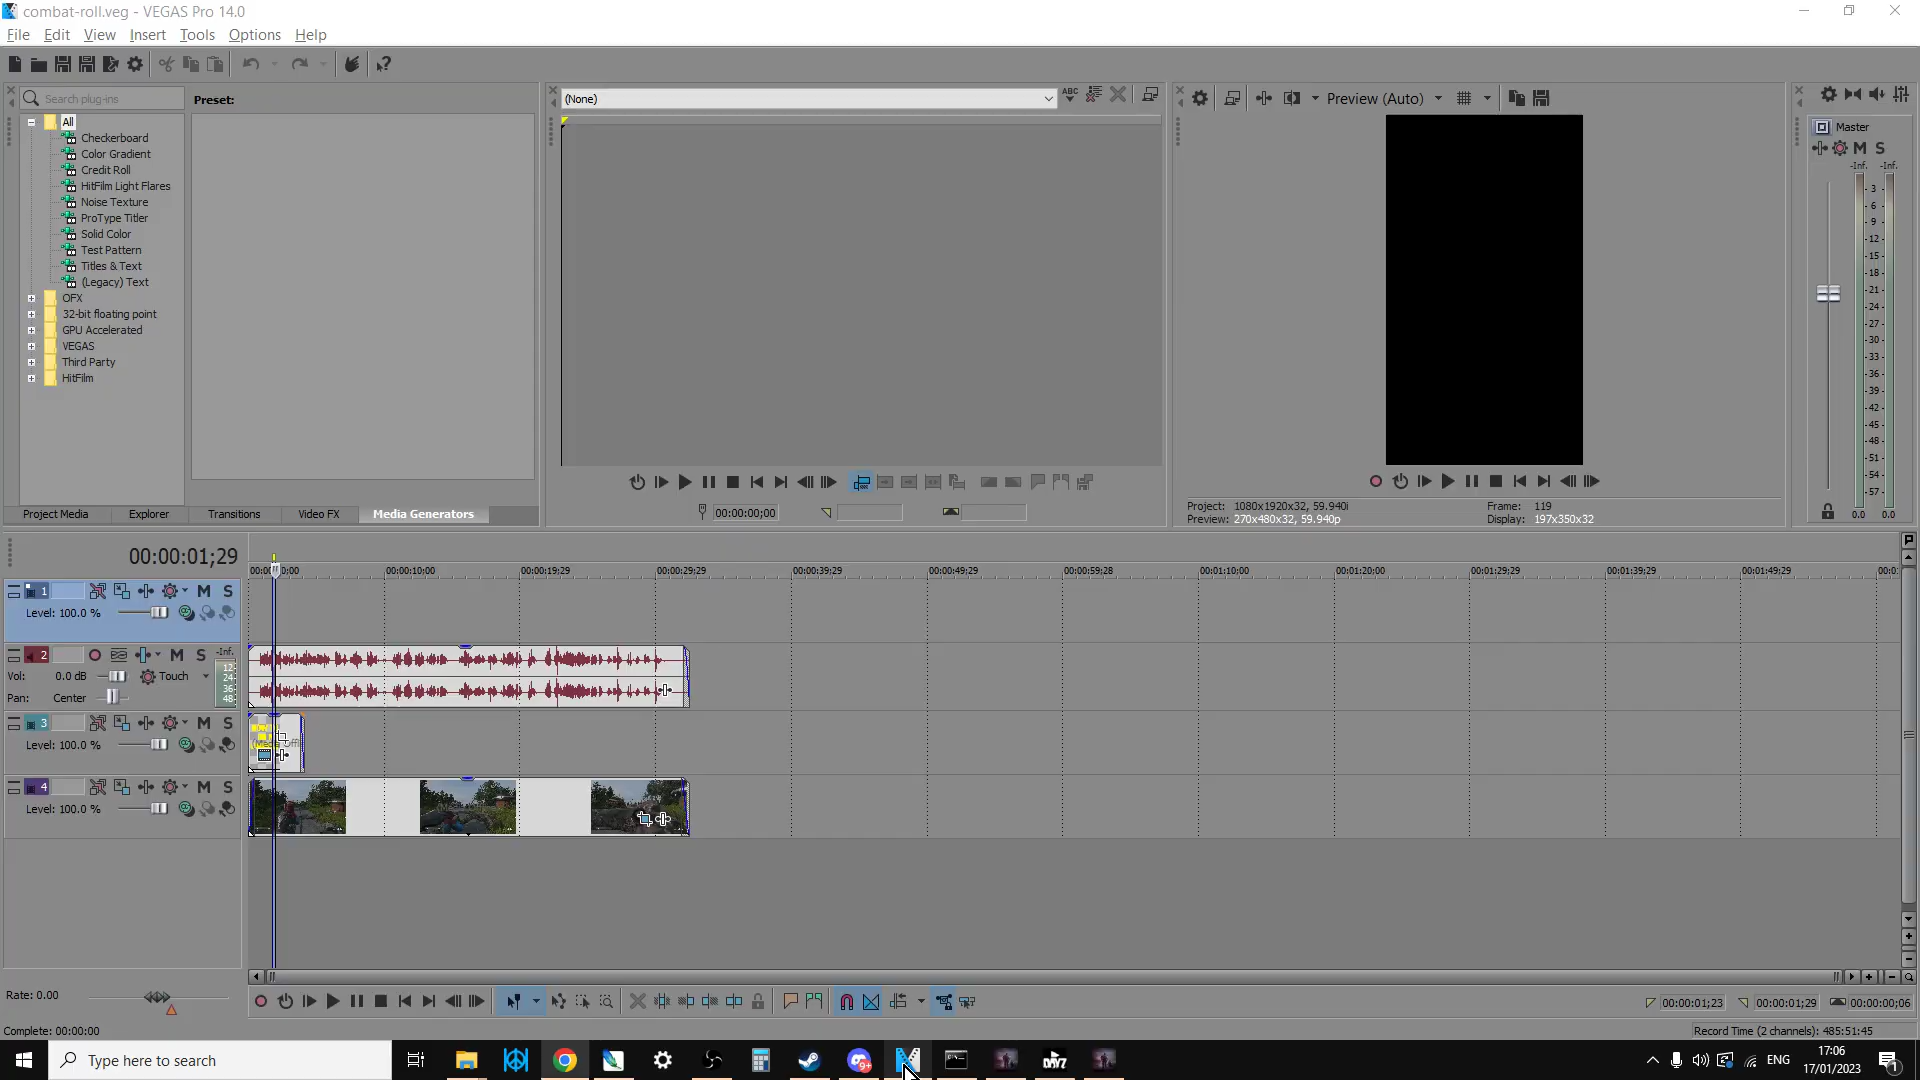 combat-roll.veg - VEGAS Pro 14.0
File Edit View Insert Tools Options Help
Search plug-ins
Preset:
(None)
Preview (Auto)
All
Checkerboard
Color Gradient
Credit Roll
HitFilm Light Flares
Noise Texture
ProType Titler
Solid Color
Test Pattern
Titles & Text
(Legacy) Text
OFX
32-bit floating point
GPU Accelerated
VEGAS
Third Party
HitFilm
Project Media Explorer Transitions Video FX Media Generators
00:00:00;00
Project: 1080x1920x32, 59.940i
Preview: 270x480x32, 59.940p
Frame: 119
Display: 197x350x32
Master
M S
-Inf. -Inf.
3
6
9
12
15
18
21
24
27
30
33
36
39
42
45
48
51
54
57
0.0 0.0
00:00:01;29
00:00:10;00 00:00:19;29 00:00:29;29 00:00:39;29 00:00:49;29 00:00:59;28 00:01:10;00 00:01:20;00 00:01:29;29 00:01:39;29 00:01:49;29
1 M S
Level: 100.0 %
2 M S -Inf.
Vol: 0.0 dB Touch
Pan: Center
12
24
36
48
3 M S
Level: 100.0 %
4 M S
Level: 100.0 %
Rate: 0.00
00:00:01;23 00:00:01;29 00:00:00;06
Complete: 00:00:00
Record Time (2 channels): 485:51:45
Type here to search
ENG
17:06
17/01/2023
1